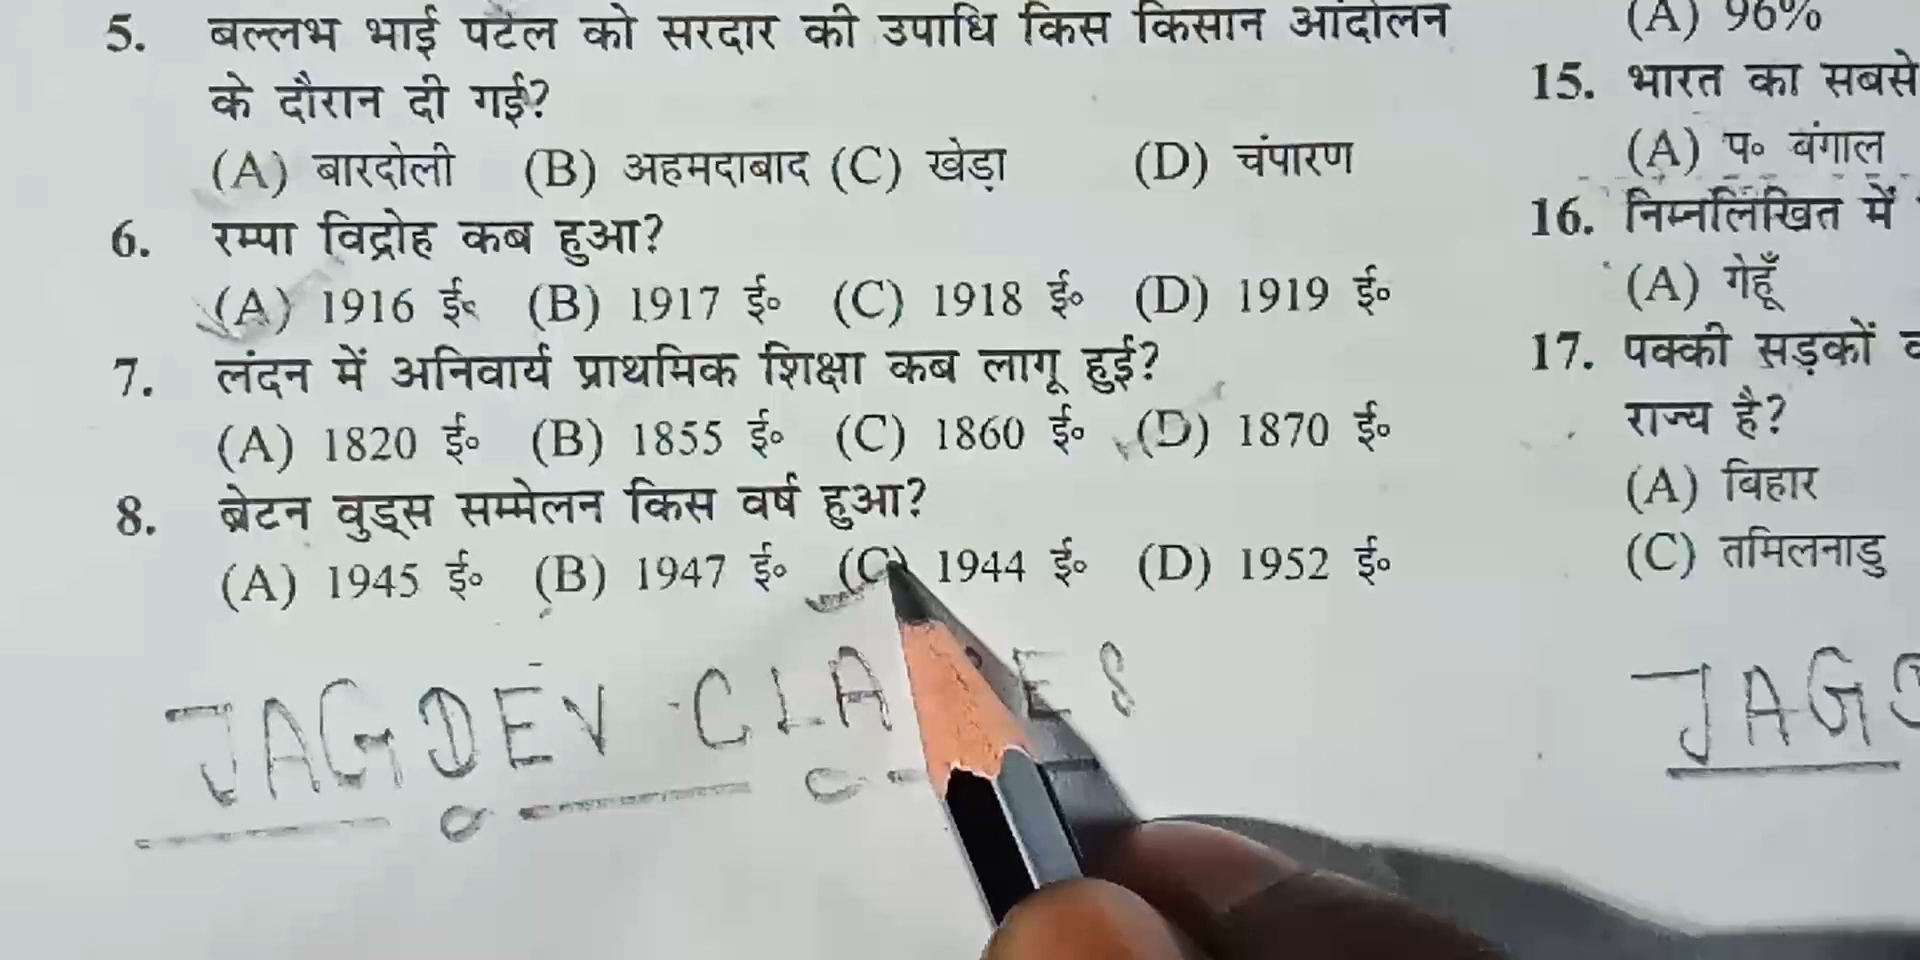 5. बल्लभ भाई पटेल को सरदार की उपाधि किस किसान आंदोलन
के दौरान दी गई?
(A) बारदोली (B) अहमदाबाद (C) खेड़ा (D) चंपारण
6. रम्पा विद्रोह कब हुआ?
(A) 1916 ई० (B) 1917 ई० (C) 1918 ई० (D) 1919 ई०
7. लंदन में अनिवार्य प्राथमिक शिक्षा कब लागू हुई?
(A) 1820 ई० (B) 1855 ई० (C) 1860 ई० (D) 1870 ई०
8. ब्रेटन वुड्स सम्मेलन किस वर्ष हुआ?
(A) 1945 ई० (B) 1947 ई० (C) 1944 ई० (D) 1952 ई०
JAGDEV
(A) 96%
15. भारत का सबसे
(A) प० बंगाल
16. निम्नलिखित में
(A) गेहूँ
17. पक्की सड़कों
राज्य है?
(A) बिहार
(C) तमिलनाडु